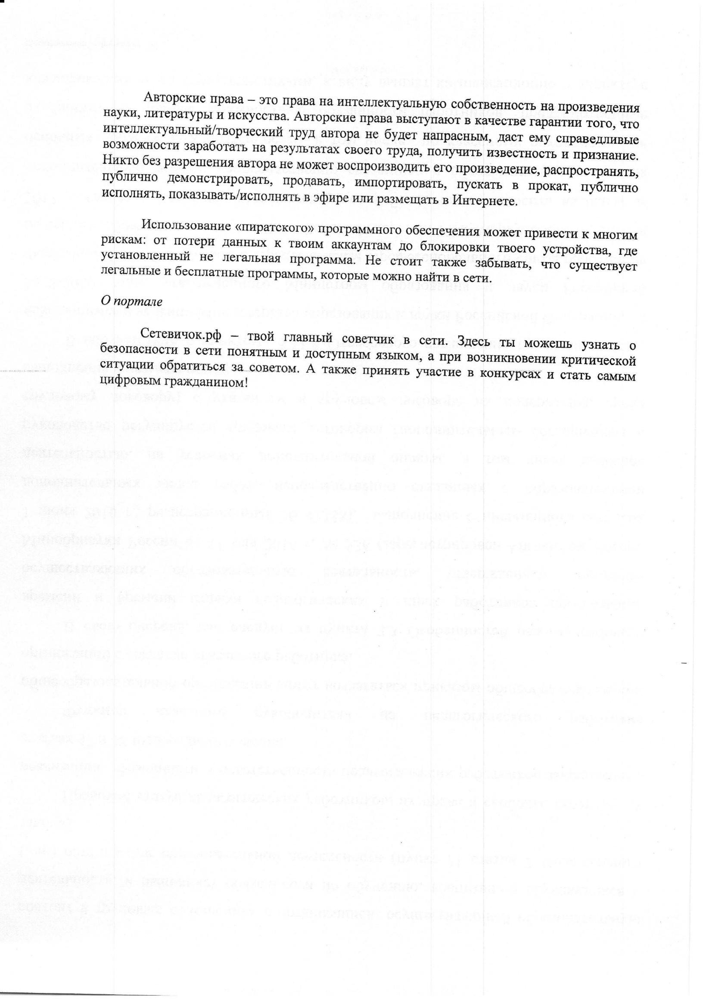 Авторские права – это права на интеллектуальную собственность на произведения
науки, литературы и искусства. Авторские права выступают в качестве гарантии того, что
интеллектуальный/творческий труд автора не будет напрасным, даст ему справедливые
возможности заработать на результатах своего труда, получить известность и признание.
Никто без разрешения автора не может воспроизводить его произведение, распространять,
публично демонстрировать, продавать, импортировать, пускать в прокат, публично
исполнять, показывать/исполнять в эфире или размещать в Интернете.
Использование «пиратского» программного обеспечения может привести к многим
рискам: от потери данных к твоим аккаунтам до блокировки твоего устройства, где
установленный не легальная программа. Не стоит также забывать, что существует
легальные и бесплатные программы, которые можно найти в сети.
О портале
Сетевичок.рф – твой главный советчик в сети. Здесь ты можешь узнать о
безопасности в сети понятным и доступным языком, а при возникновении критической
ситуации обратиться за советом. А также принять участие в конкурсах и стать самым
цифровым гражданином!